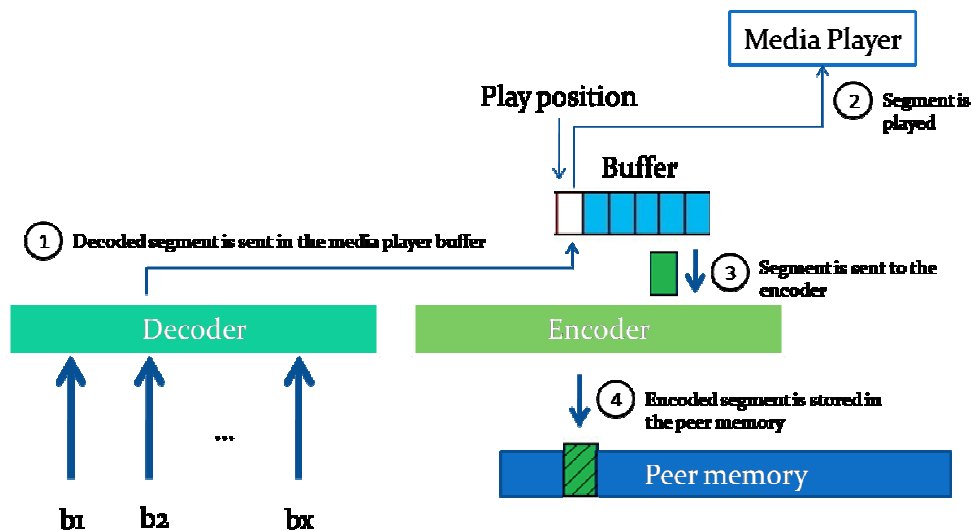 Media Player
Play position
2
Segment is
played
Buffer
1
Decoded segment is sent in the media player buffer
3
Segment is sent to the
encoder
Decoder
Encoder
4
Encoded segment is stored in
the peer memory
...
Peer memory
b1
b2
bx